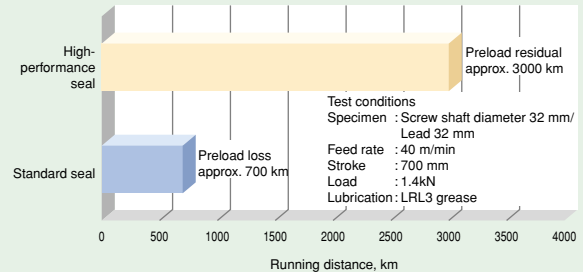 High-
performance
seal
Preload residual
approx. 3000 km
Test conditions
Specimen : Screw shaft diameter 32 mm/
Lead 32 mm
Feed rate : 40 m/min
Stroke : 700 mm
Load : 1.4kN
Lubrication : LRL3 grease
Standard seal
Preload loss
approx. 700 km
0 500 1000 1500 2000 2500 3000 3500 4000
Running distance, km